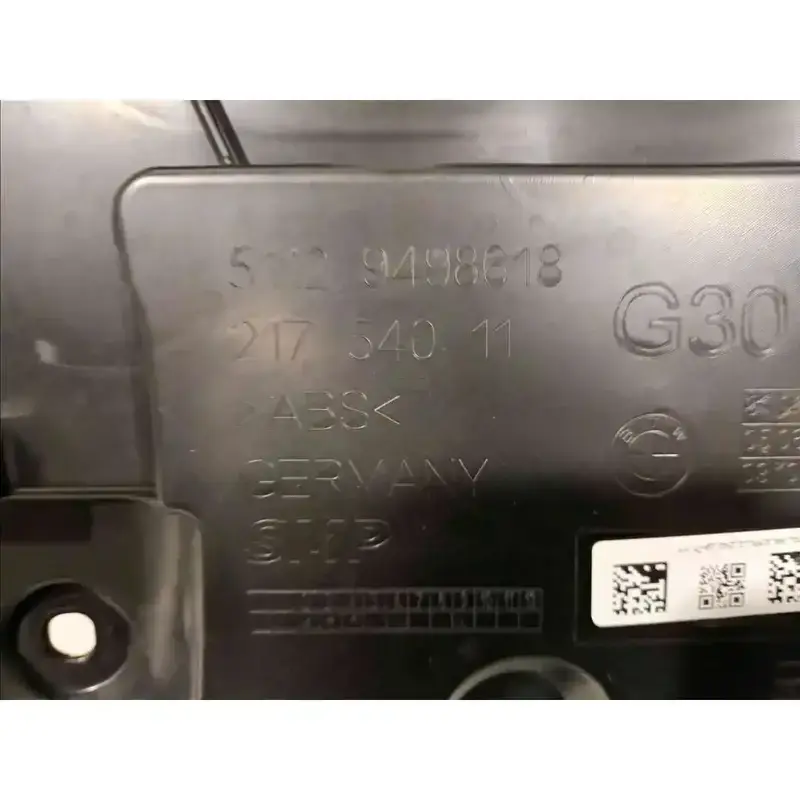 5112 9498618
217 540 11
G30
>ABS<
GERMANY
SMP